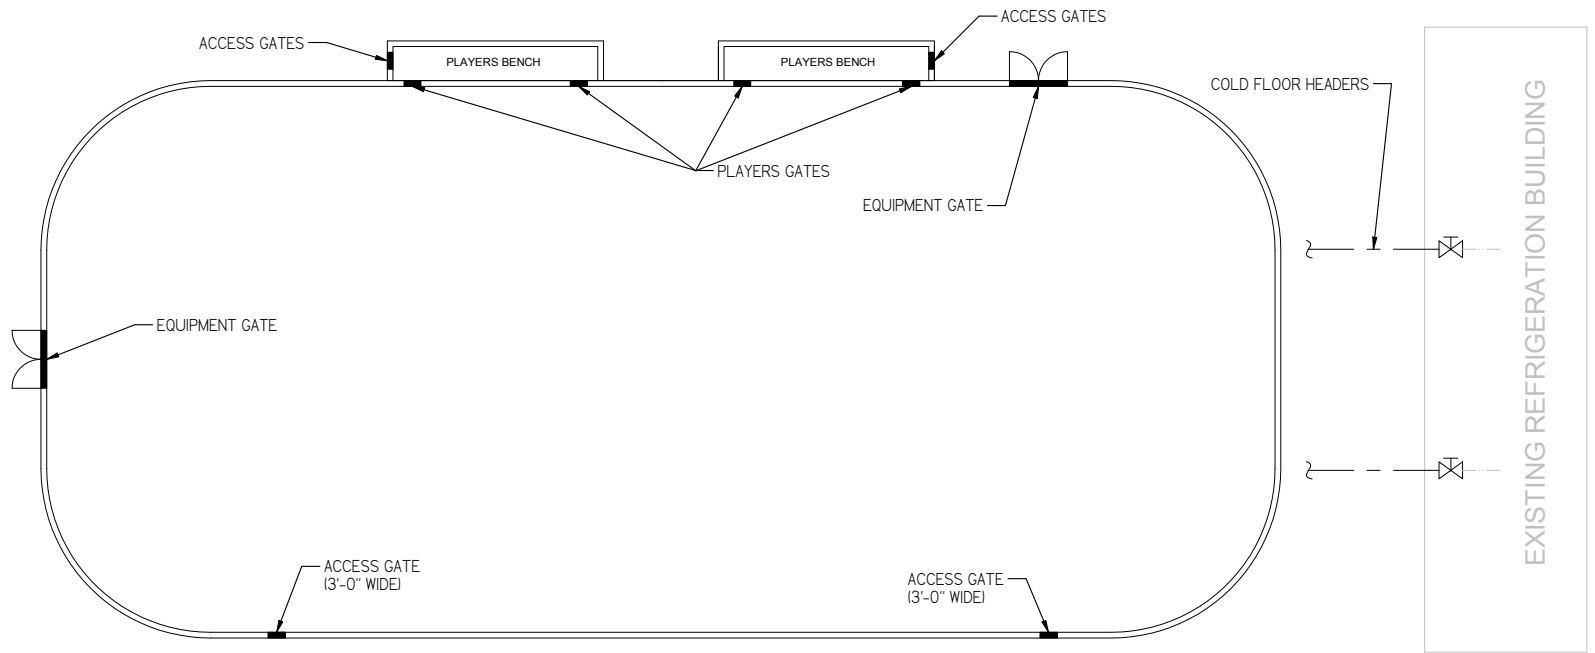 ACCESS GATES
ACCESS GATES
PLAYERS BENCH
PLAYERS BENCH
COLD FLOOR HEADERS
PLAYERS GATES
EQUIPMENT GATE
EQUIPMENT GATE
ACCESS GATE
(3'-0" WIDE)
ACCESS GATE
(3'-0" WIDE)
EXISTING REFRIGERATION BUILDING